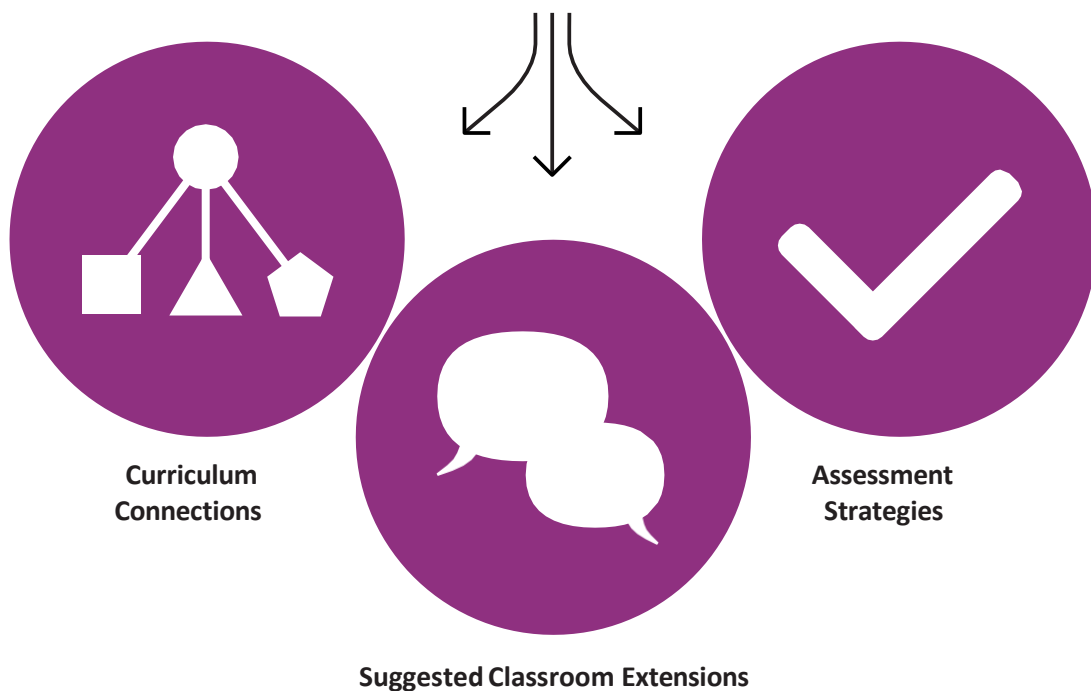 Curriculum
Connections
Assessment
Strategies
Suggested Classroom Extensions